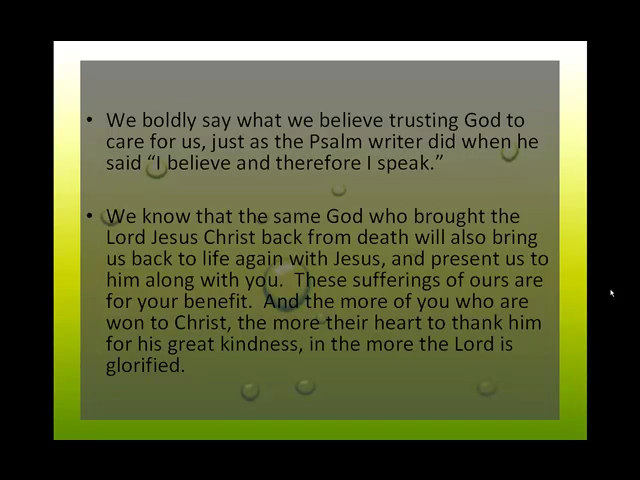 • We boldly say what we believe trusting God to
care for us, just as the Psalm writer did when he
said “I believe and therefore I speak.”
• We know that the same God who brought the
Lord Jesus Christ back from death will also bring
us back to life again with Jesus, and present us to
him along with you.  These sufferings of ours are
for your benefit.  And the more of you who are
won to Christ, the more their heart to thank him
for his great kindness, in the more the Lord is
glorified.